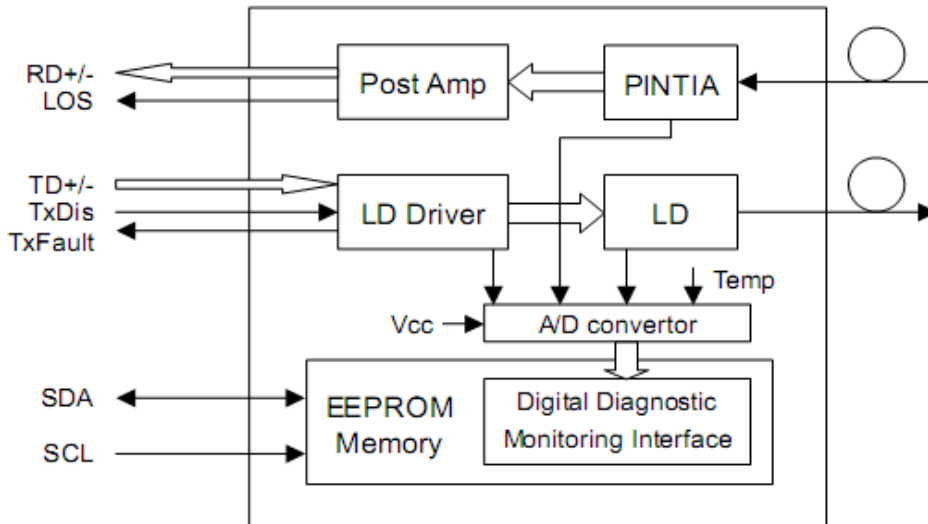 RD+/-
LOS
Post Amp
PINTIA
TD+/-
TxDis
TxFault
LD Driver
LD
Temp
Vcc
A/D convertor
SDA
SCL
EEPROM
Memory
Digital Diagnostic
Monitoring Interface